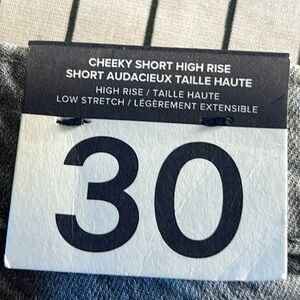 CHEEKY SHORT HIGH RISE
SHORT AUDACIEUX TAILLE HAUTE
HIGH RISE / TAILLE HAUTE
LOW STRETCH / LÉGÈREMENT EXTENSIBLE
30